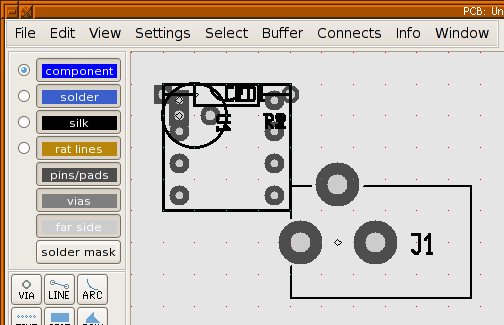 PCB: Un
File Edit View Settings Select Buffer Connects Info Window
component
solder
silk
rat lines
pins/pads
vias
far side
solder mask
J1
VIA LINE ARC